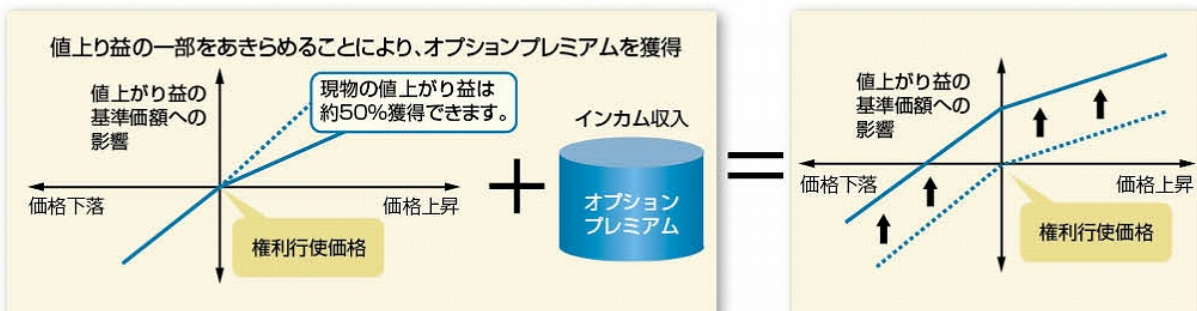 値上り益の一部をあきらめることにより、オプションプレミアムを獲得
値上がり益の
基準価額への
影響
現物の値上がり益は
約50%獲得できます。
価格下落
価格上昇
権利行使価格
＋
インカム収入
オプション
プレミアム
＝
値上がり益の
基準価額への
影響
価格下落
価格上昇
権利行使価格